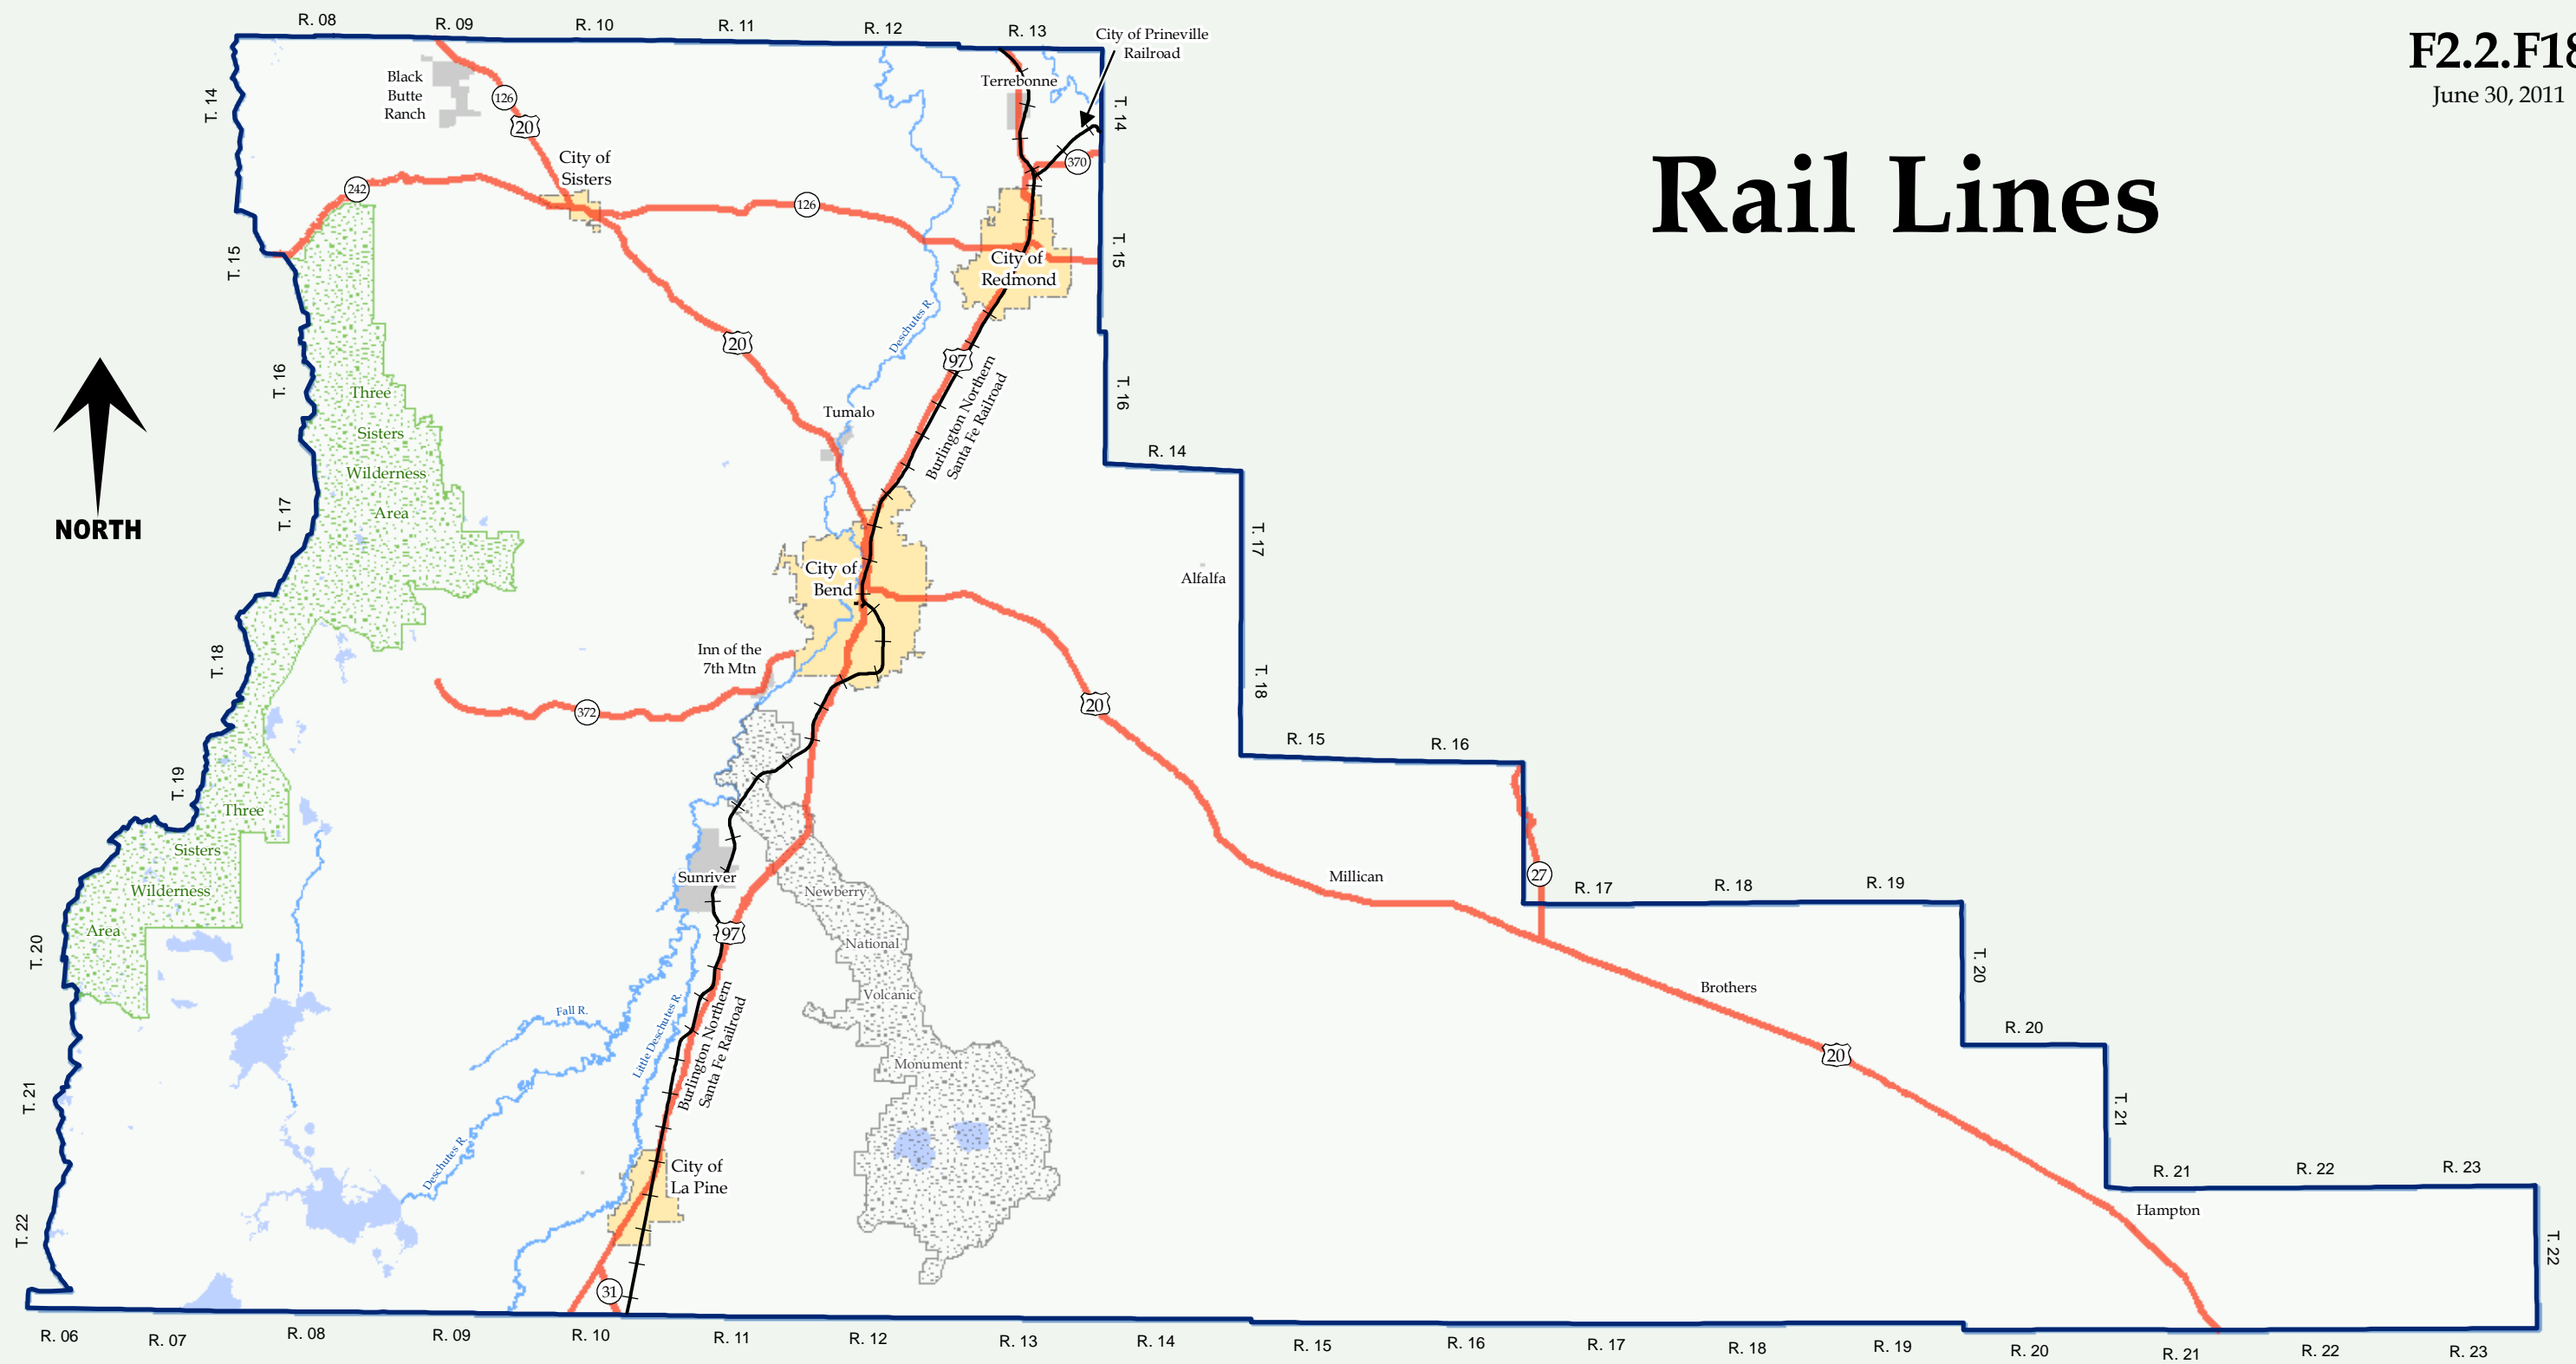 F2.2.F18
June 30, 2011
Rail Lines
R. 08
R. 09
R. 10
R. 11
R. 12
R. 13
City of Prineville
Railroad
Black
Butte
Ranch
126
20
Terrebonne
T. 14
T. 14
370
City of
Sisters
242
126
T. 15
T. 15
City of
Redmond
Deschutes R.
20
97
Burlington Northern
Santa Fe Railroad
T. 16
T. 16
Three
Sisters
Wilderness
Area
Tumalo
R. 14
NORTH
T. 17
T. 17
City of
Bend
Alfalfa
T. 18
T. 18
Inn of the
7th Mtn
372
20
R. 15
R. 16
T. 19
Three
Sisters
Wilderness
Area
Sunriver
Newberry
National
Volcanic
Monument
Millican
27
R. 17
R. 18
R. 19
97
T. 20
T. 20
Brothers
Fall R.
Little Deschutes R.
Burlington Northern
Santa Fe Railroad
R. 20
20
T. 21
T. 21
Deschutes R.
City of
La Pine
R. 21
R. 22
R. 23
Hampton
T. 22
T. 22
31
R. 06
R. 07
R. 08
R. 09
R. 10
R. 11
R. 12
R. 13
R. 14
R. 15
R. 16
R. 17
R. 18
R. 19
R. 20
R. 21
R. 22
R. 23